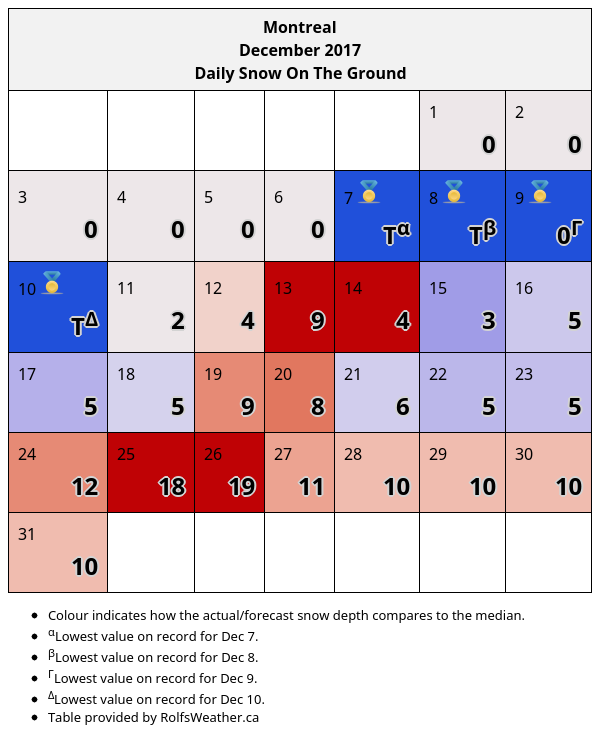 Montreal
December 2017
Daily Snow On The Ground
1 2
0 0
3 4 5 6 7 8 9
0 0 0 0 Tα Tβ 0Γ
10 11 12 13 14 15 16
TΔ 2 4 9 4 3 5
17 18 19 20 21 22 23
5 5 9 8 6 5 5
24 25 26 27 28 29 30
12 18 19 11 10 10 10
31
10
• Colour indicates how the actual/forecast snow depth compares to the median.
• αLowest value on record for Dec 7.
• βLowest value on record for Dec 8.
• ΓLowest value on record for Dec 9.
• ΔLowest value on record for Dec 10.
• Table provided by RolfsWeather.ca